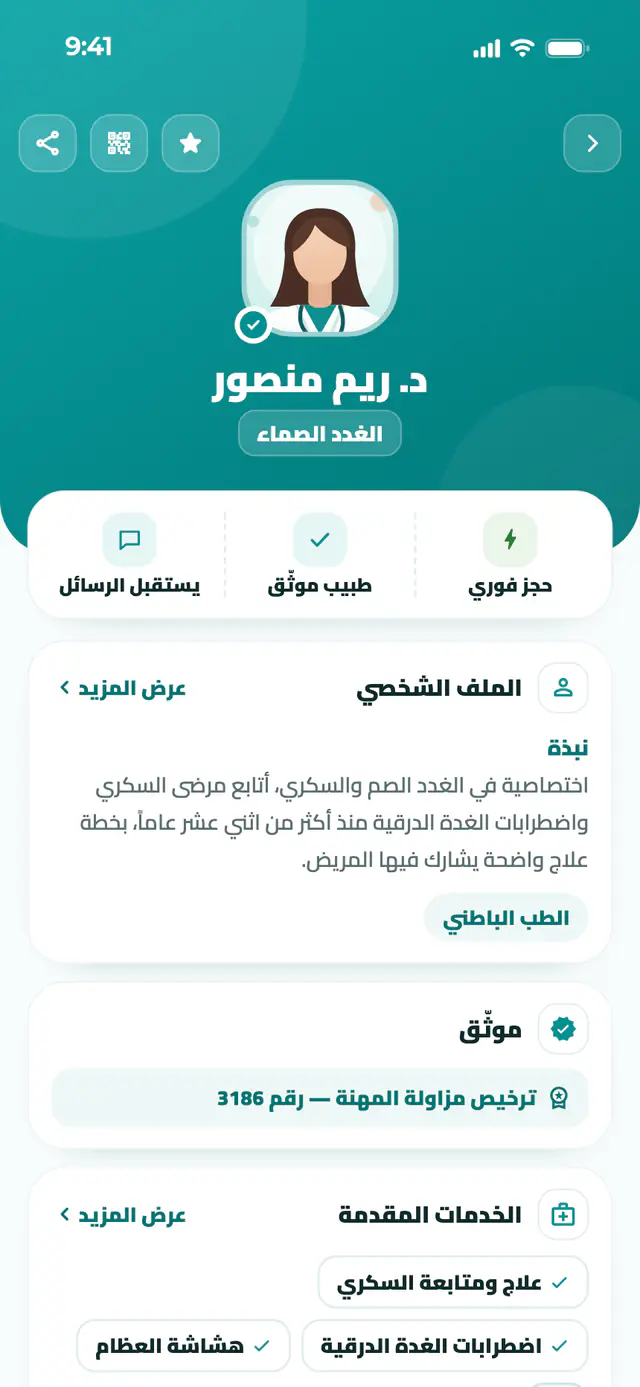 9:41
د. ريم منصور
الغدد الصماء
حجز فوري
طبيب موثّق
يستقبل الرسائل
الملف الشخصي
عرض المزيد
نبذة
اختصاصية في الغدد الصم والسكري، أتابع مرضى السكري
واضطرابات الغدة الدرقية منذ أكثر من اثني عشر عاماً، بخطة
علاج واضحة يشارك فيها المريض.
الطب الباطني
موثّق
ترخيص مزاولة المهنة — رقم 3186
الخدمات المقدمة
عرض المزيد
علاج ومتابعة السكري
اضطرابات الغدة الدرقية
هشاشة العظام